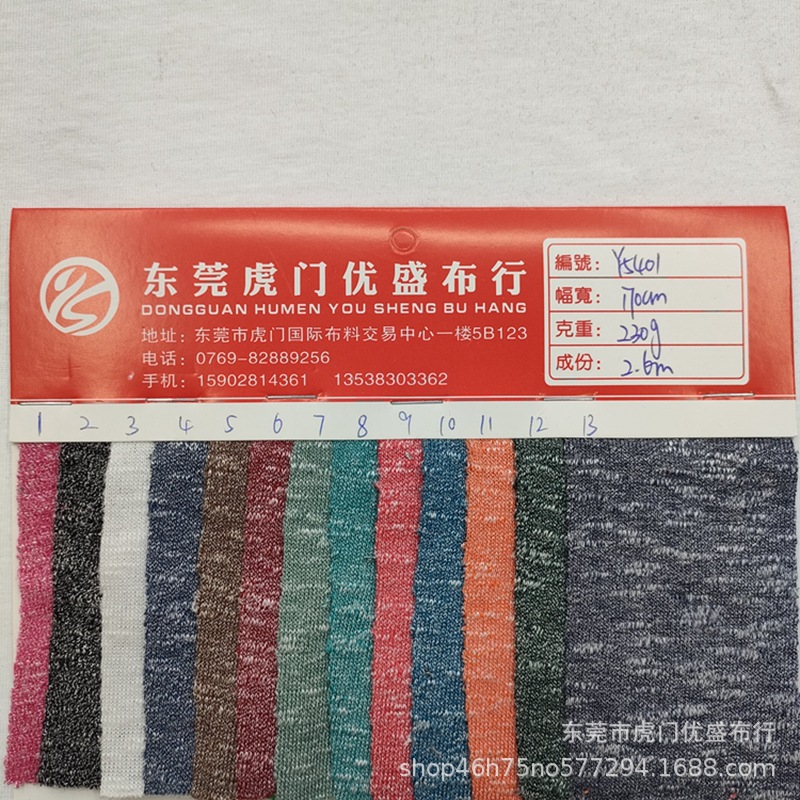 东莞虎门优盛布行
DONGGUAN HUMEN YOU SHENG BU HANG
地址：东莞市虎门国际布料交易中心一楼5B123
电话：0769-82889256
手机：15902814361 13538303362
編號：Y5401
幅寬：170cm
克重：230g
成份：2.6m
1 2 3 4 5 6 7 8 9 10 11 12 13
东莞市虎门优盛布行
shop46h75no577294.1688.com